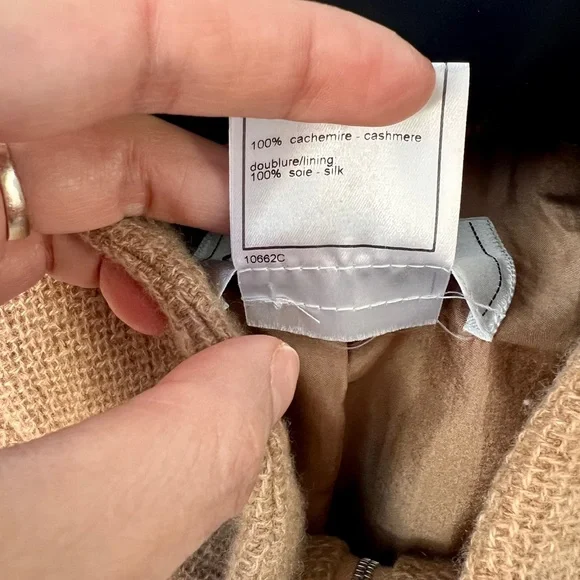 100% cachemire - cashmere
doublure/lining
100% soie - silk
10662C